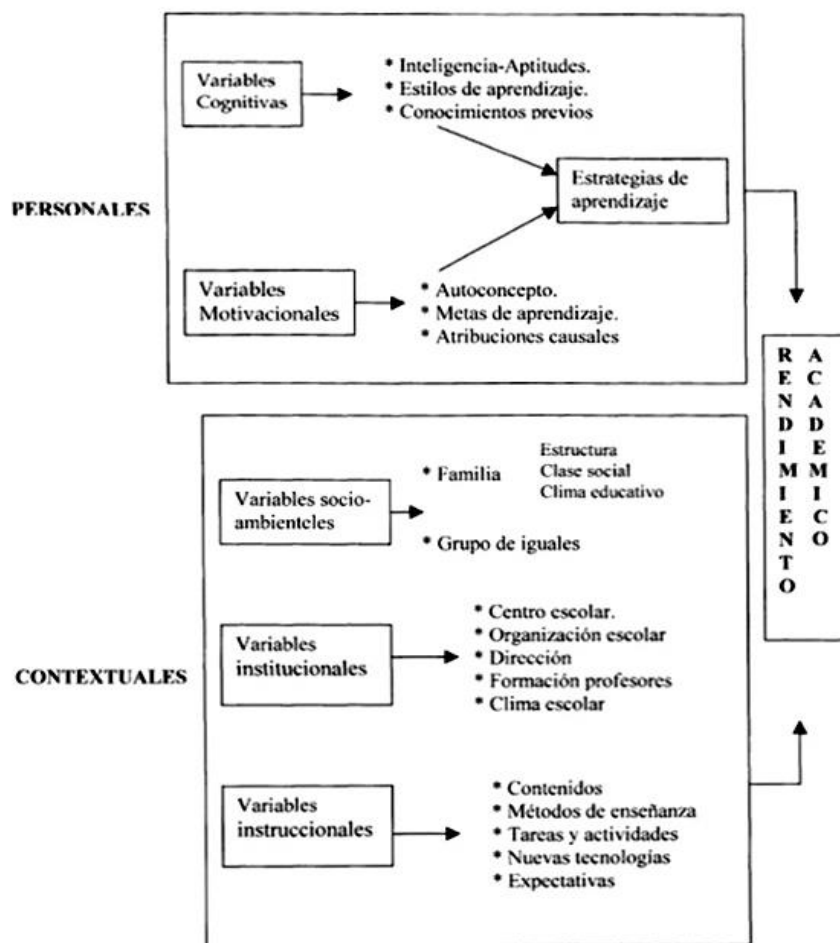 Variables
Cognitivas
* Inteligencia-Aptitudes.
* Estilos de aprendizaje.
* Conocimientos previos
Estrategias de
aprendizaje
PERSONALES
Variables
Motivacionales
* Autoconcepto.
* Metas de aprendizaje.
* Atribuciones causales
RENDIMIENTO
ACADEMICO
Variables socio-
ambienteles
* Familia
Estructura
Clase social
Clima educativo
* Grupo de iguales
CONTEXTUALES
Variables
institucionales
* Centro escolar.
* Organización escolar
* Dirección
* Formación profesores
* Clima escolar
Variables
instruccionales
* Contenidos
* Métodos de enseñanza
* Tareas y actividades
* Nuevas tecnologías
* Expectativas